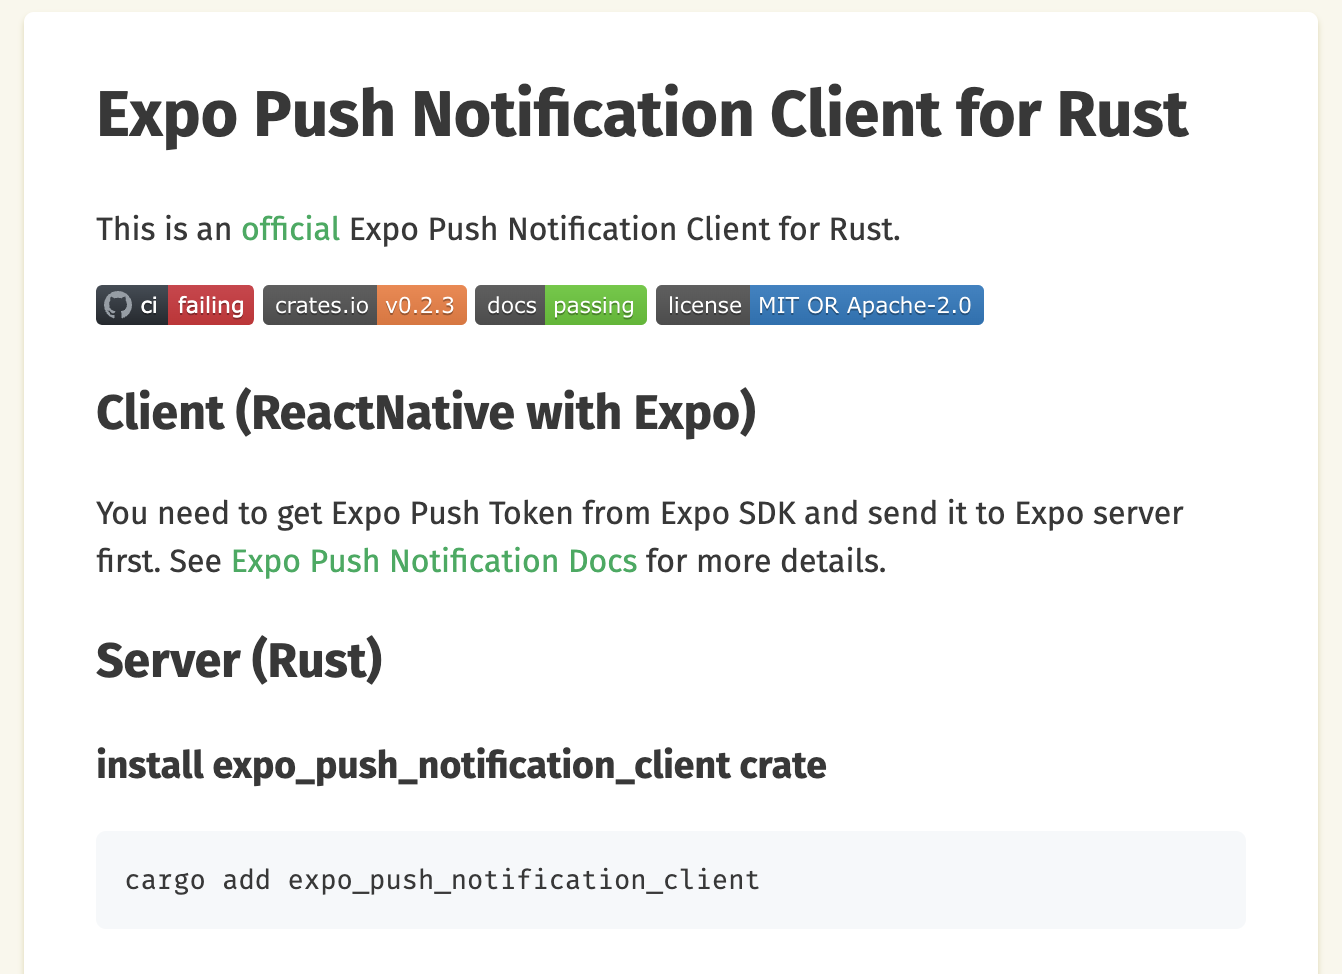 Expo Push Notification Client for Rust
This is an official Expo Push Notification Client for Rust.
ci failing crates.io v0.2.3 docs passing license MIT OR Apache-2.0
Client (ReactNative with Expo)
You need to get Expo Push Token from Expo SDK and send it to Expo server
first. See Expo Push Notification Docs for more details.
Server (Rust)
install expo_push_notification_client crate
cargo add expo_push_notification_client